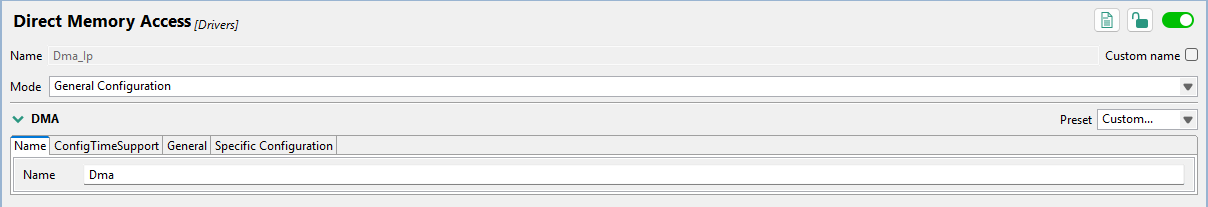 Direct Memory Access [Drivers]
Name Dma_Ip Custom name
Mode General Configuration
DMA Preset Custom...
Name ConfigTimeSupport General Specific Configuration
Name Dma